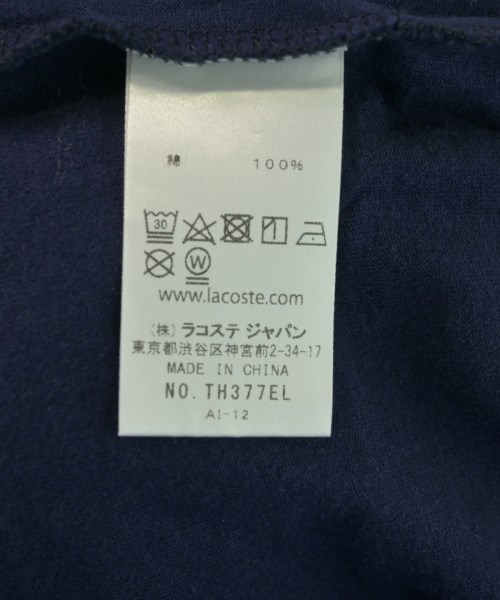 綿 100%
30
W
www.lacoste.com
(株) ラコステ ジャパン
東京都渋谷区神宮前2-34-17
MADE IN CHINA
NO. TH377EL
AI-12